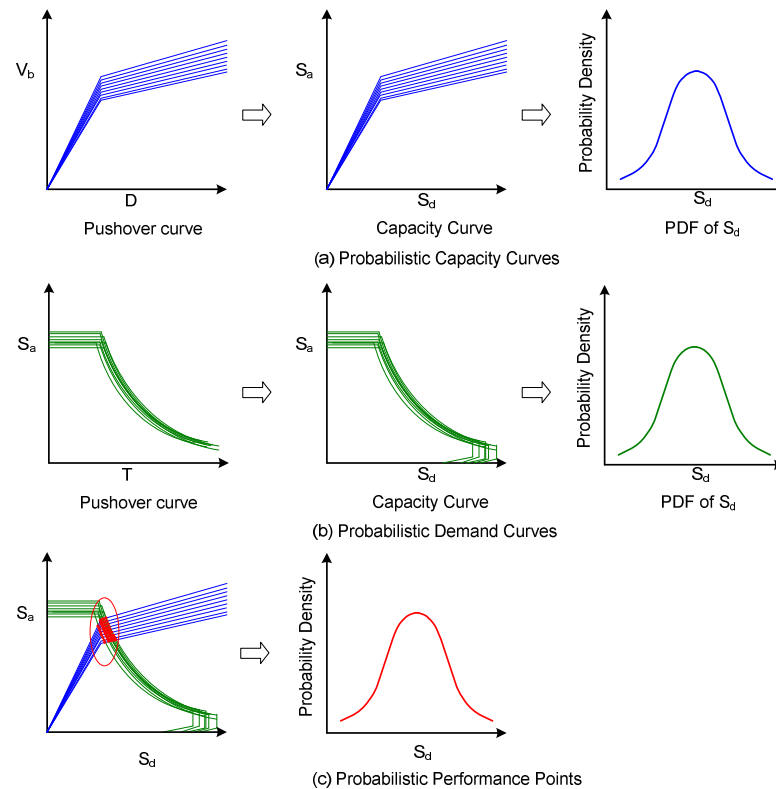 V_b
D
Pushover curve
S_a
S_d
Capacity Curve
Probability Density
S_d
PDF of S_d
(a) Probabilistic Capacity Curves
S_a
T
Pushover curve
S_a
S_d
Capacity Curve
Probability Density
S_d
PDF of S_d
(b) Probabilistic Demand Curves
S_a
S_d
Probability Density
S_d
(c) Probabilistic Performance Points